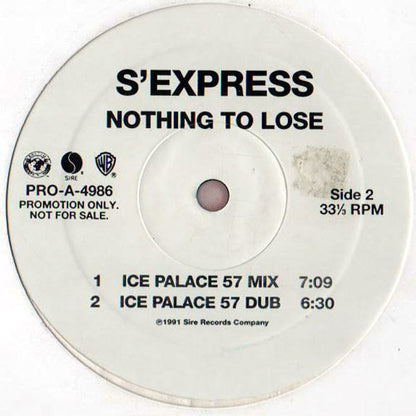 S'EXPRESS
NOTHING TO LOSE
SIRE
WB
PRO-A-4986
PROMOTION ONLY.
NOT FOR SALE.
Side 2
33⅓ RPM
1 ICE PALACE 57 MIX 7:09
2 ICE PALACE 57 DUB 6:30
℗1991 Sire Records Company